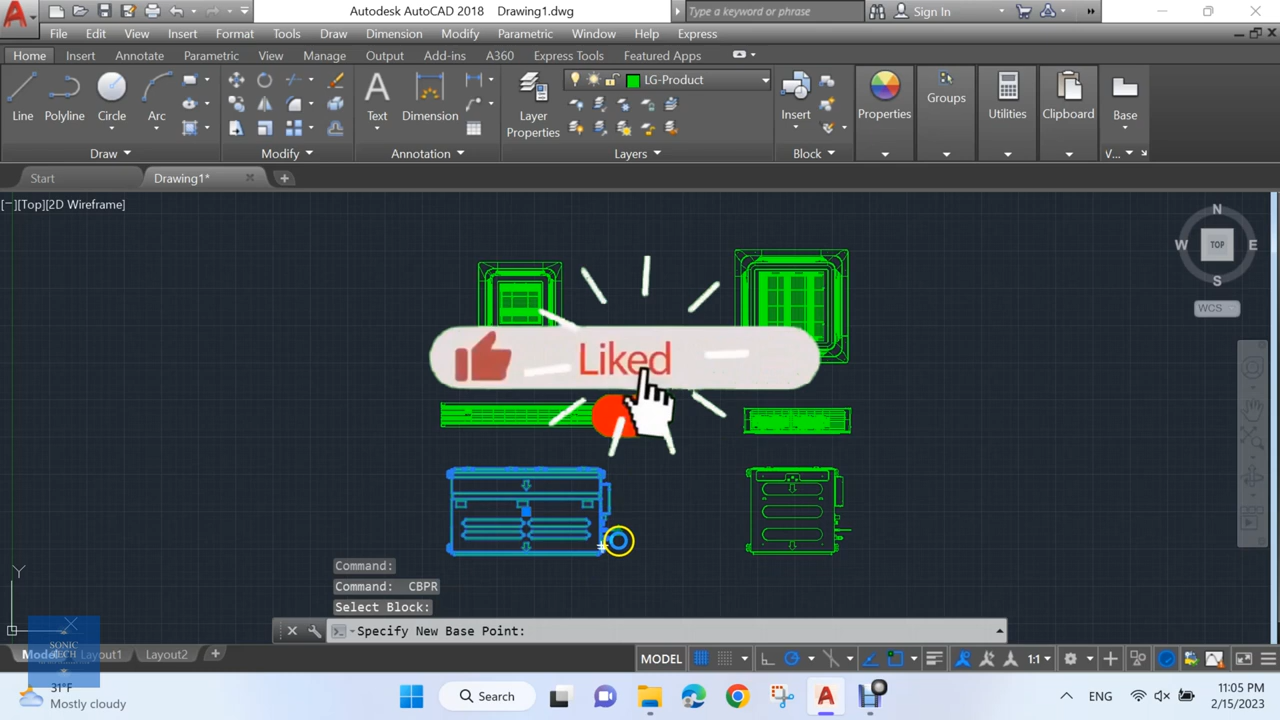 Autodesk AutoCAD 2018 Drawing1.dwg
Type a keyword or phrase
Sign In
File Edit View Insert Format Tools Draw Dimension Modify Parametric Window Help Express
Home Insert Annotate Parametric View Manage Output Add-ins A360 Express Tools Featured Apps
LG-Product
Line Polyline Circle Arc Text Dimension Layer Properties Insert Properties Groups Utilities Clipboard Base
Draw Modify Annotation Layers Block V...
Start Drawing1*
[−][Top][2D Wireframe]
N
W TOP E
S
WCS
Liked
Command:
Command: CBPR
Select Block:
Specify New Base Point:
Y
SONIC
TECH
Model Layout1 Layout2
MODEL 1:1
31°F
Mostly cloudy
Search
ENG
11:05 PM
2/15/2023